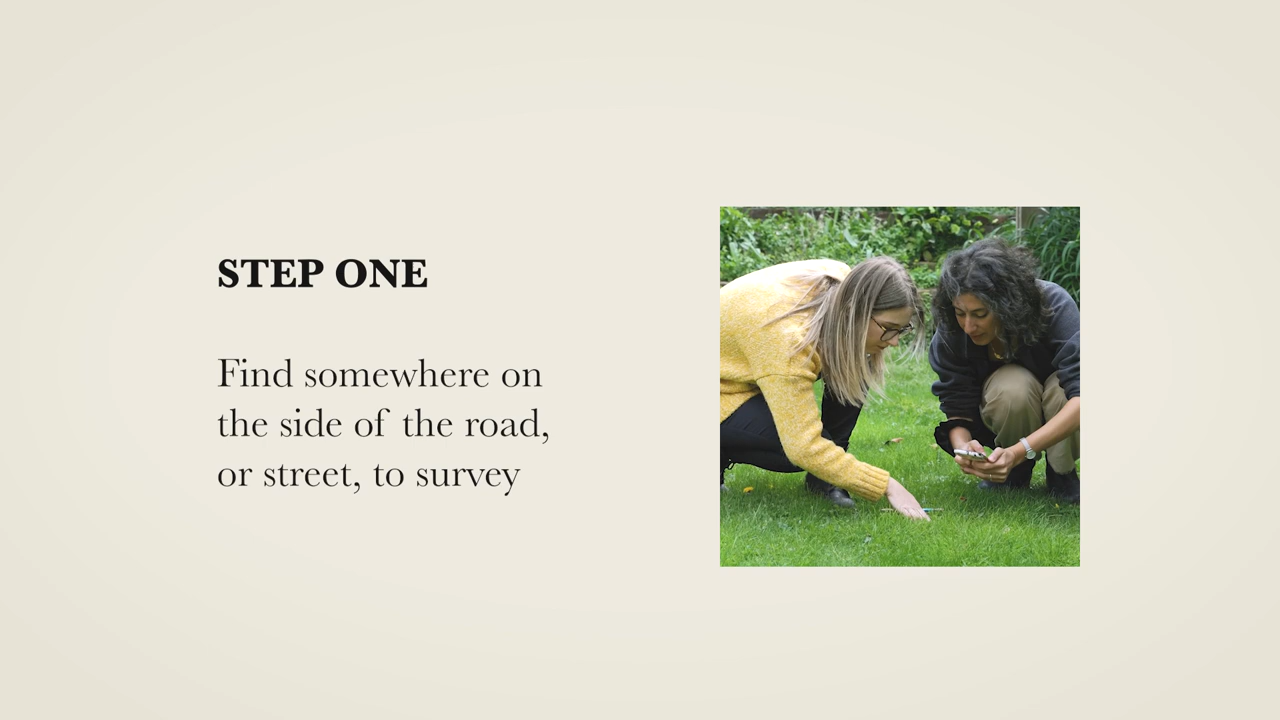 STEP ONE
Find somewhere on
the side of the road,
or street, to survey